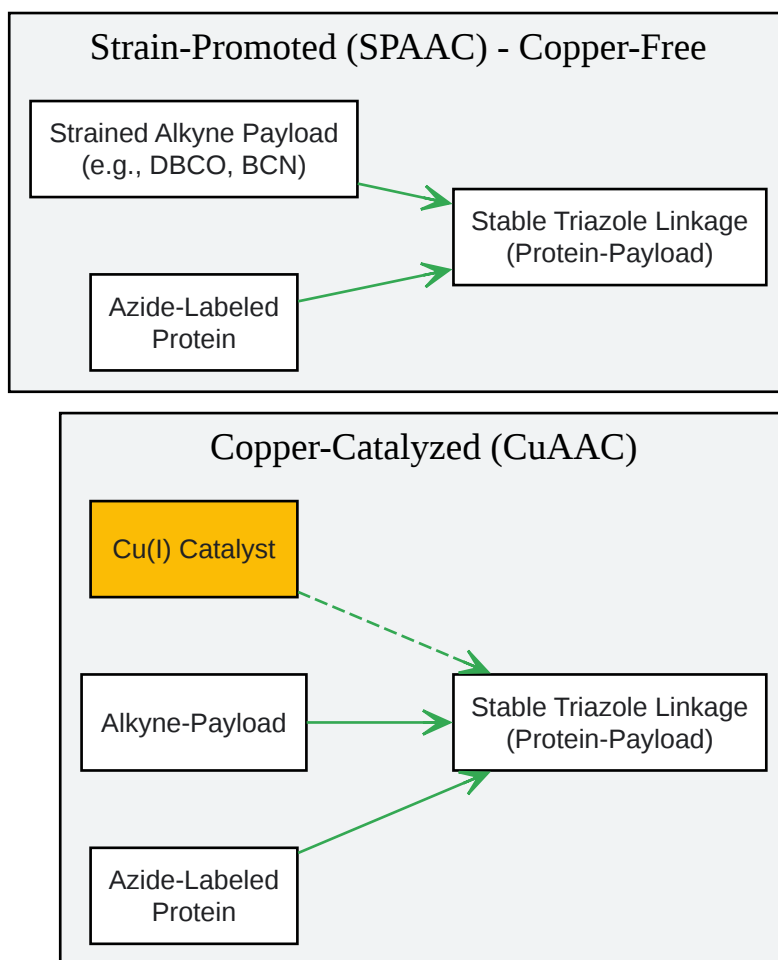 Strain-Promoted (SPAAC) - Copper-Free
Strained Alkyne Payload
(e.g., DBCO, BCN)
Stable Triazole Linkage
(Protein-Payload)
Azide-Labeled
Protein
Copper-Catalyzed (CuAAC)
Cu(I) Catalyst
Alkyne-Payload
Stable Triazole Linkage
(Protein-Payload)
Azide-Labeled
Protein